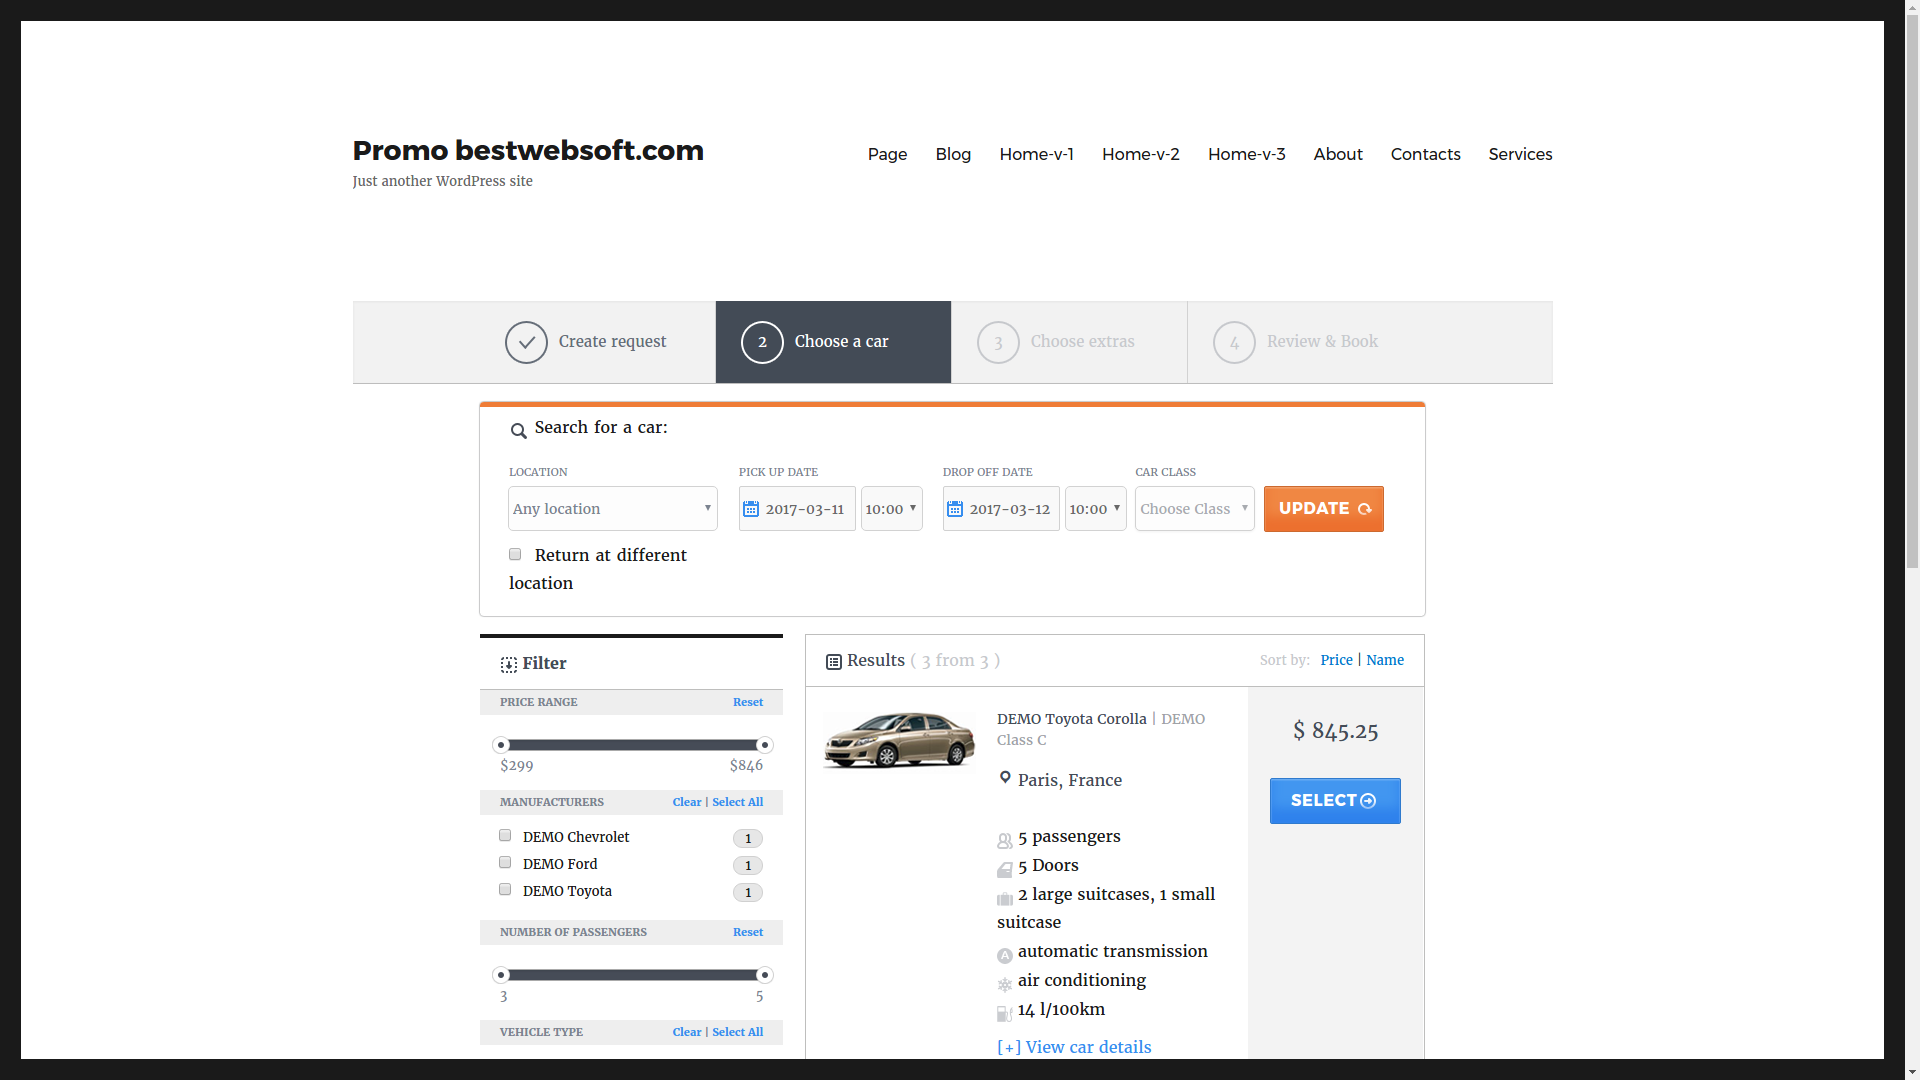 Promo bestwebsoft.com
Just another WordPress site
Page Blog Home-v-1 Home-v-2 Home-v-3 About Contacts Services
Create request
2 Choose a car
3 Choose extras
4 Review & Book
Search for a car:
LOCATION PICK UP DATE DROP OFF DATE CAR CLASS
Any location 2017-03-11 10:00 2017-03-12 10:00 Choose Class UPDATE
Return at different
location
Filter
PRICE RANGE Reset
$299 $846
MANUFACTURERS Clear | Select All
DEMO Chevrolet 1
DEMO Ford 1
DEMO Toyota 1
NUMBER OF PASSENGERS Reset
3 5
VEHICLE TYPE Clear | Select All
Results ( 3 from 3 ) Sort by: Price | Name
DEMO Toyota Corolla | DEMO
Class C
Paris, France
5 passengers
5 Doors
2 large suitcases, 1 small
suitcase
A automatic transmission
air conditioning
14 l/100km
[+] View car details
$ 845.25
SELECT